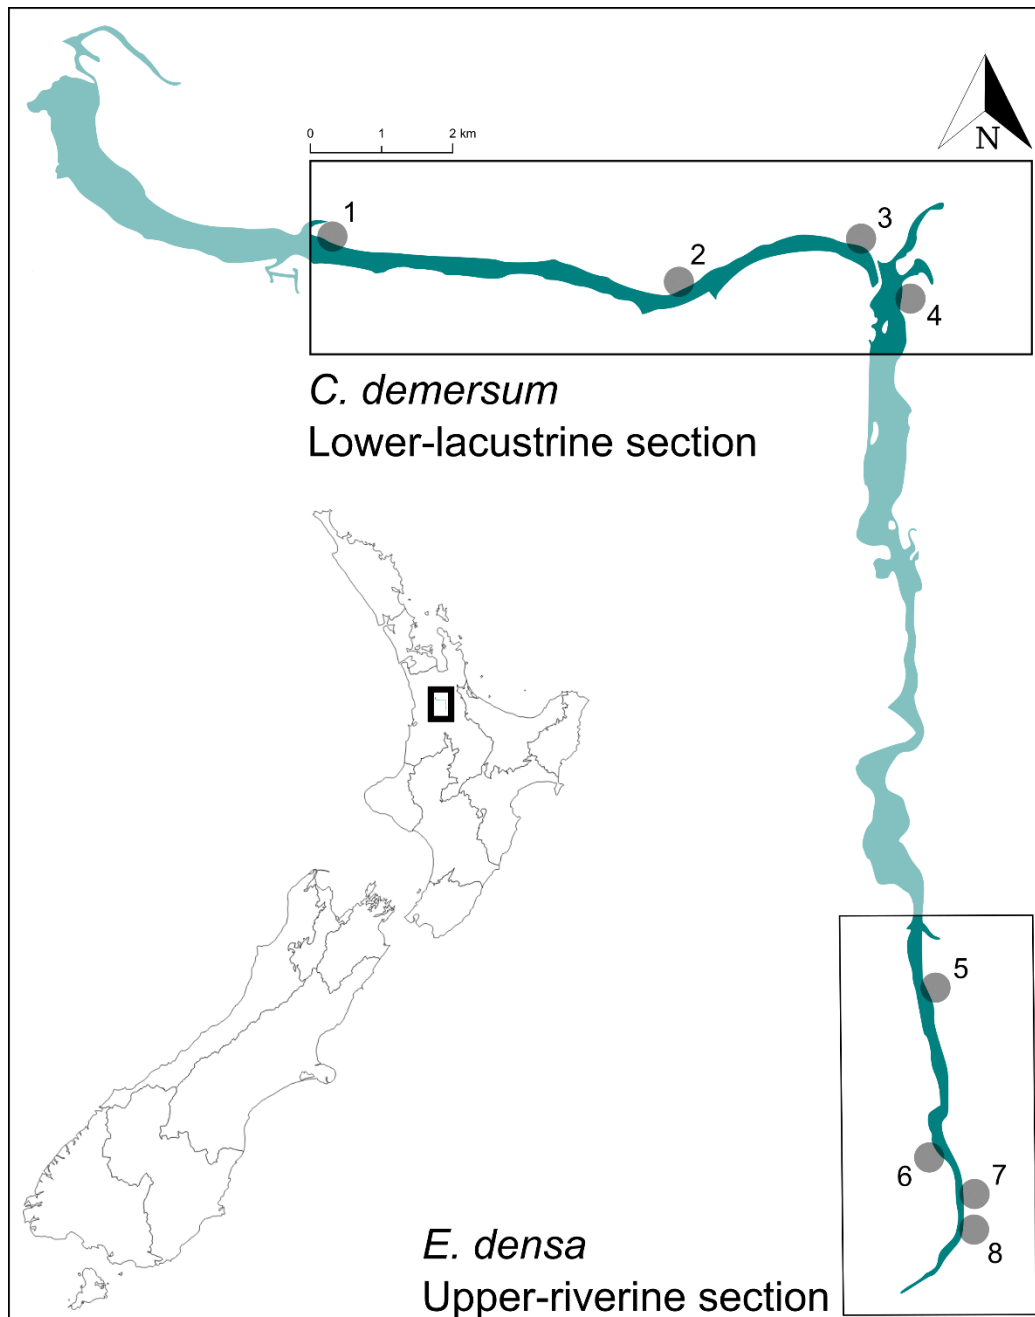 N
0 1 2 km
1
2
3
4
C. demersum
Lower-lacustrine section
5
6
7
8
E. densa
Upper-riverine section